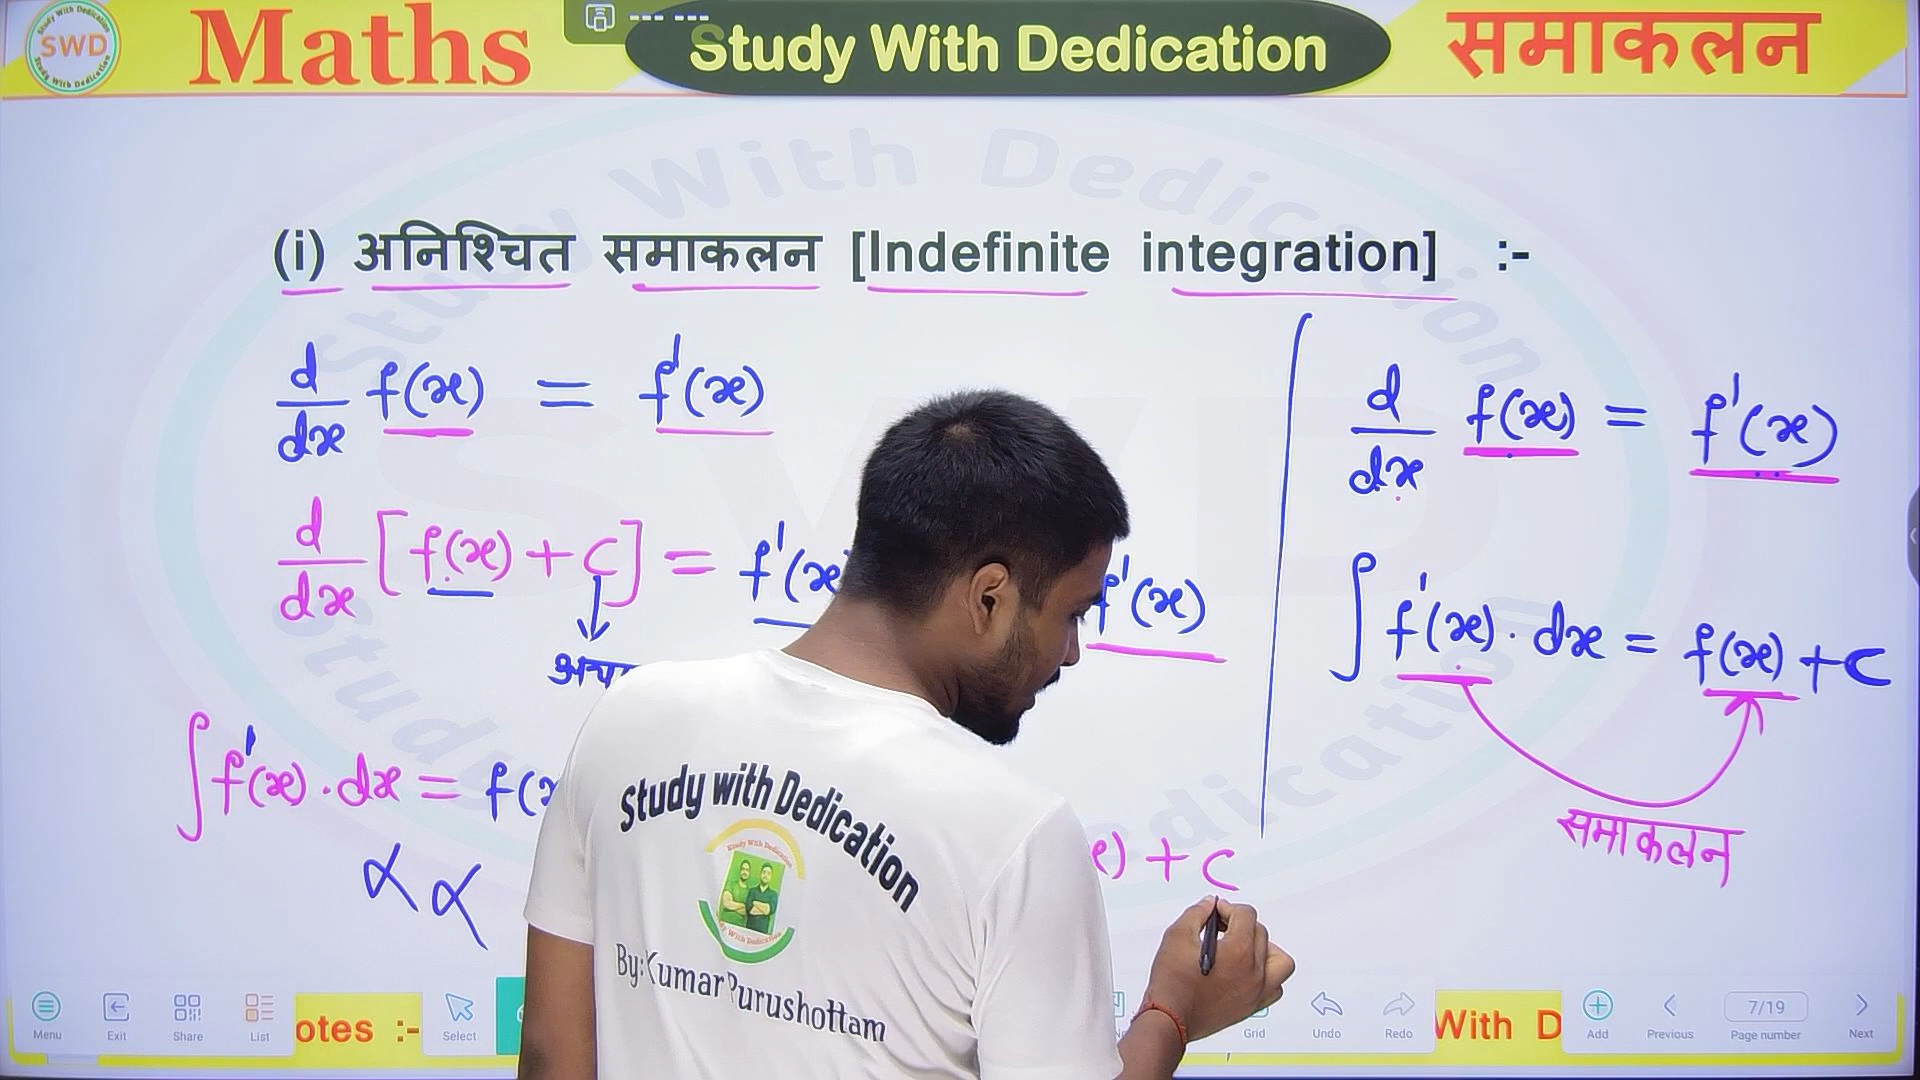 SWD
Maths
Study With Dedication
समाकलन
(i) अनिश्चित समाकलन [Indefinite integration] :-
d/dx f(x) = f'(x)
d/dx [f(x) + C] = f'(x
f'(x)
∫f'(x).dx = f(x
) + C
d/dx f(x) = f'(x)
∫f'(x).dx = f(x) + C
समाकलन
Study with Dedication
By: Kumar Purushottam
Menu
Exit
Share
List
otes :-
Select
Grid
Undo
Redo
With D
Add
Previous
7/19
Page number
Next